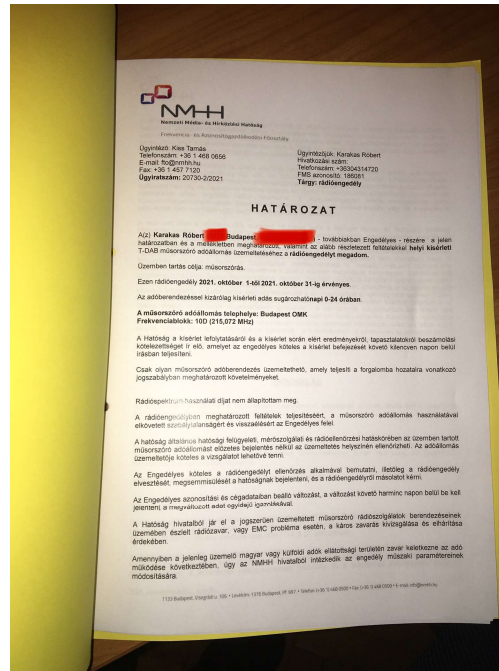 NMHH
Nemzeti Média- és Hírközlési Hatóság
Frekvencia- és Azonosítógazdálkodási Főosztály
Ügyintéző: Kiss Tamás
Telefonszám: +36 1 468 0656
E-mail: fto@nmhh.hu
Fax: +36 1 457 7120
Ügyiratszám: 20730-2/2021
Ügyintézőjük: Karakas Róbert
Hivatkozási szám:
Telefonszám: +36304314720
FMS azonosító: 186081
Tárgy: rádióengedély
HATÁROZAT
A(z) Karakas Róbert Budapest - továbbiakban Engedélyes - részére a jelen
határozatban és a mellékletben meghatározott, valamint az alább részletezett feltételekkel helyi kísérleti
T-DAB műsorszóró adóállomás üzemeltetéséhez a rádióengedélyt megadom.
Üzemben tartás célja: műsorszórás.
Ezen rádióengedély 2021. október 1-től 2021. október 31-ig érvényes.
Az adóberendezéssel kizárólag kísérleti adás sugározható naponta 0-24 órában.
A műsorszóró adóállomás telephelye: Budapest OMK
Frekvenciablokk: 10D (215,072 MHz)
A Hatóság a kísérlet lefolytatásáról és a kísérlet során elért eredményekről, tapasztalatokról beszámolási
kötelezettséget ír elő, amelyet az engedélyes köteles a kísérlet befejezését követő kilencven napon belül
írásban teljesíteni.
Csak olyan műsorszóró adóberendezés üzemeltethető, amely teljesíti a forgalomba hozatalra vonatkozó
jogszabályban meghatározott követelményeket.
Rádióspektrum használati díjat nem állapítottam meg.
A rádióengedélyben meghatározott feltételek teljesítéséért, a műsorszóró adóállomás használatával
elkövetett szabálytalanságért és visszaélésért az Engedélyes felel.
A hatóság általános hatósági felügyeleti, mérőszolgálati és rádióellenőrzési hatáskörében az üzemben tartott
műsorszóró adóállomást előzetes bejelentés nélkül az üzemeltetés helyszínén ellenőrizheti. Az adóállomás
üzemeltetője köteles a vizsgálatot lehetővé tenni.
Az Engedélyes köteles a rádióengedélyt ellenőrzés alkalmával bemutatni, illetőleg a rádióengedély
elvesztését, megsemmisülését a hatóságnak bejelenteni, és a rádióengedélyről másolatot kérni.
Az Engedélyes azonosítási és cégadataiban beálló változást, a változást követő harminc napon belül be kell
jelenteni, a megváltozott adat egyidejű igazolásával.
A Hatóság hivatalból jár el a jogszerűen üzemeltetett műsorszóró rádiószolgálatok berendezéseinek
üzemében észlelt rádiózavar, vagy EMC probléma esetén, a káros zavarás kivizsgálása és elhárítása
érdekében.
Amennyiben a jelenleg üzemelő magyar vagy külföldi adók ellátottsági területén zavar keletkezne az adó
működése következtében, úgy az NMHH hivatalból intézkedik az engedély műszaki paramétereinek
módosítására.